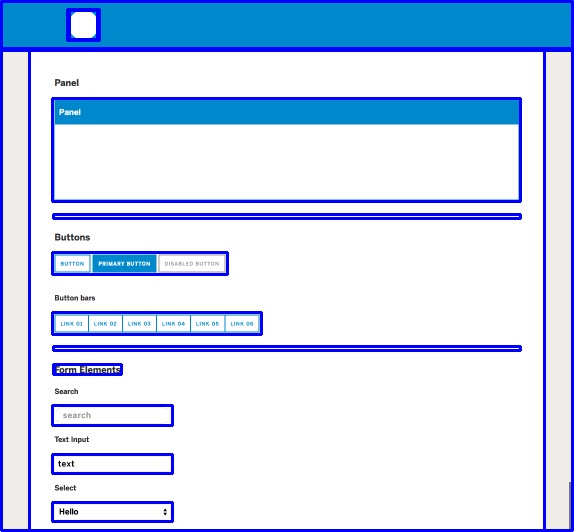 Panel
Panel
Buttons
BUTTON PRIMARY BUTTON DISABLED BUTTON
Button bars
LINK 01 LINK 02 LINK 03 LINK 04 LINK 05 LINK 06
Form Elements
Search
search
Text Input
text
Select
Hello